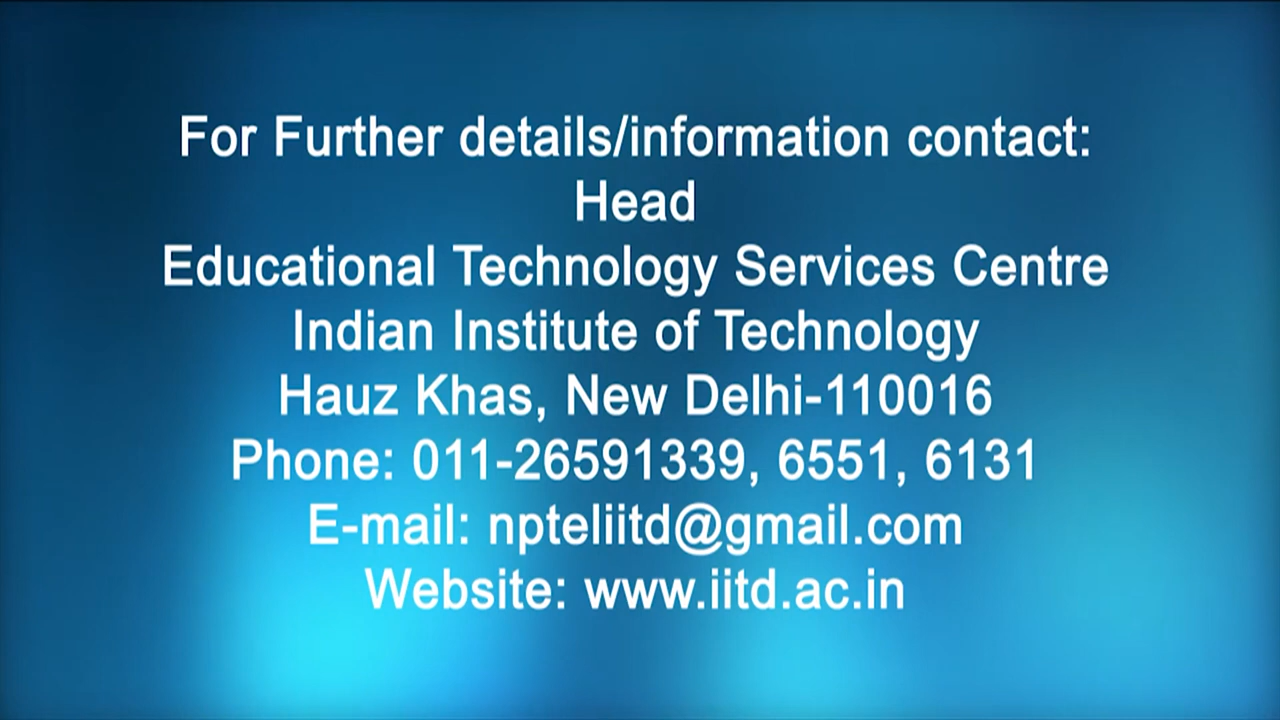 For Further details/information contact:
Head
Educational Technology Services Centre
Indian Institute of Technology
Hauz Khas, New Delhi-110016
Phone: 011-26591339, 6551, 6131
E-mail: npteliitd@gmail.com
Website: www.iitd.ac.in